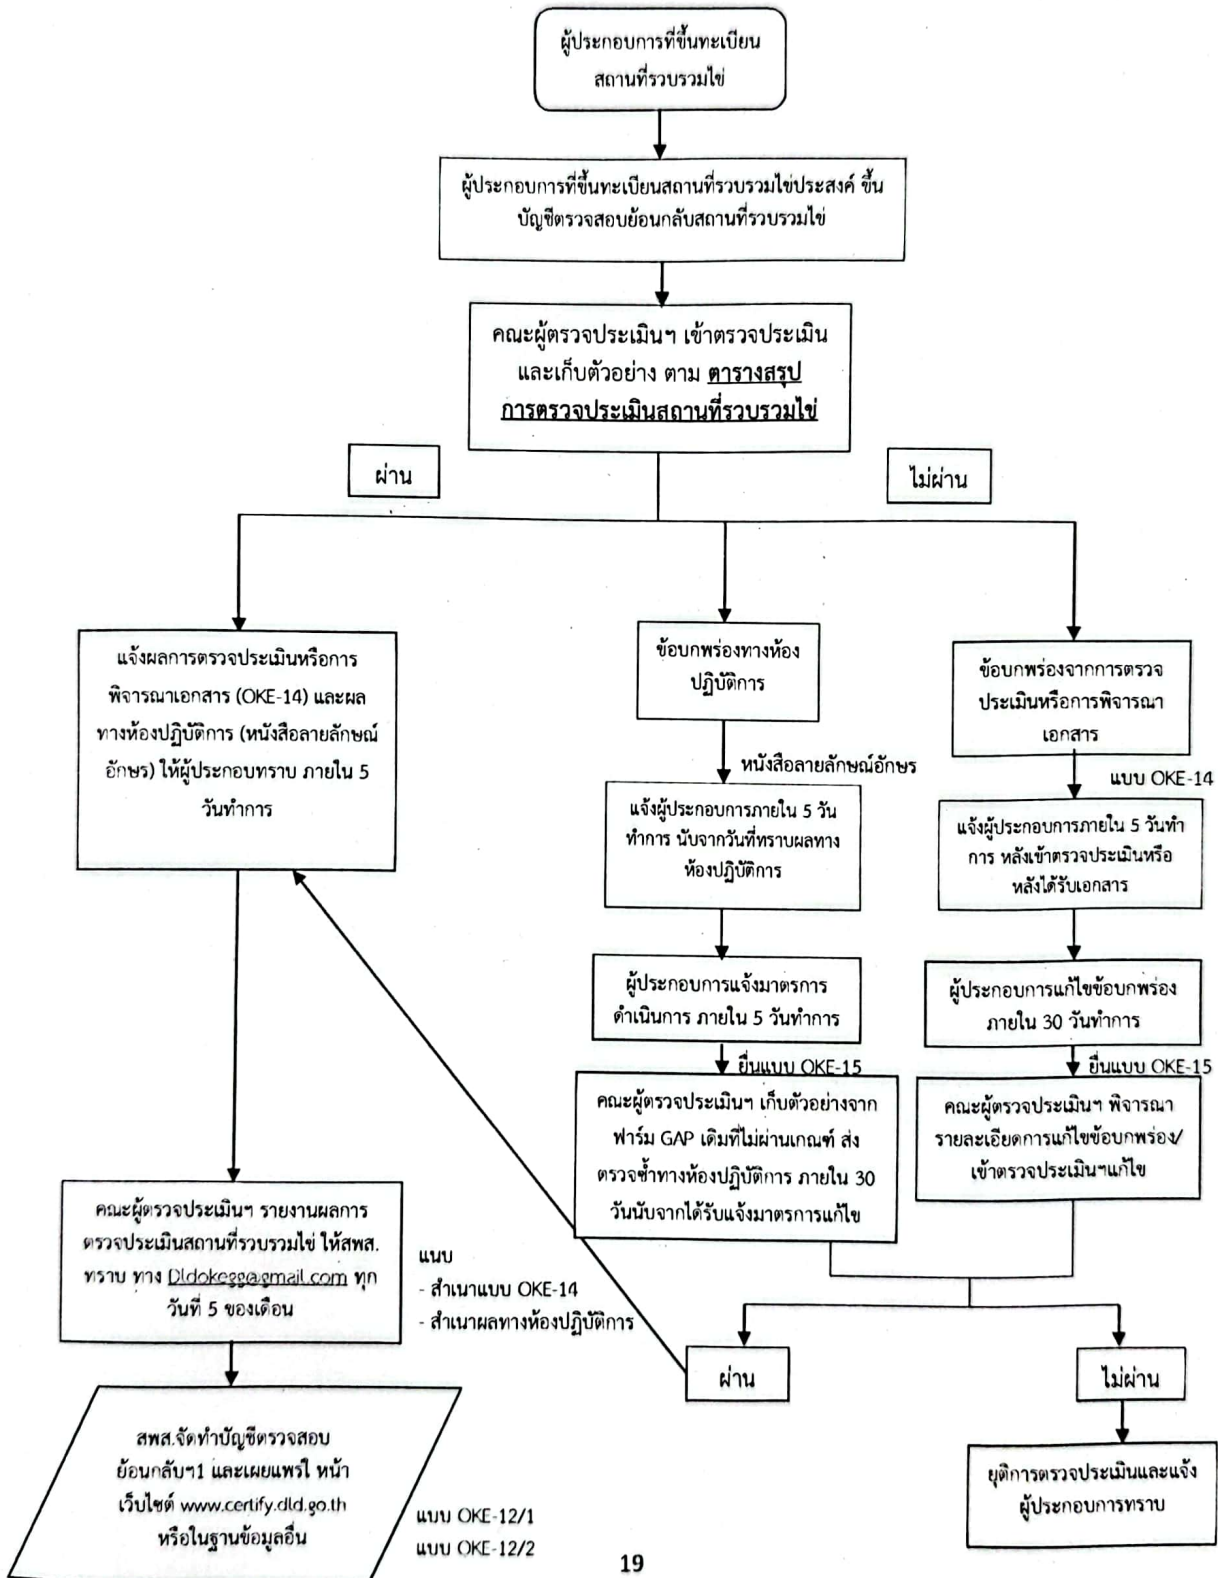 ผู้ประกอบการที่ขึ้นทะเบียน
สถานที่รวบรวมไข่
ผู้ประกอบการที่ขึ้นทะเบียนสถานที่รวบรวมไข่ประสงค์ ขึ้น
บัญชีตรวจสอบย้อนกลับสถานที่รวบรวมไข่
คณะผู้ตรวจประเมินฯ เข้าตรวจประเมิน
และเก็บตัวอย่าง ตาม ตารางสรุป
การตรวจประเมินสถานที่รวบรวมไข่
ผ่าน
ไม่ผ่าน
แจ้งผลการตรวจประเมินหรือการ
พิจารณาเอกสาร (OKE-14) และผล
ทางห้องปฏิบัติการ (หนังสือลายลักษณ์
อักษร) ให้ผู้ประกอบทราบ ภายใน 5
วันทำการ
ข้อบกพร่องทางห้อง
ปฏิบัติการ
หนังสือลายลักษณ์อักษร
แจ้งผู้ประกอบการภายใน 5 วัน
ทำการ นับจากวันที่ทราบผลทาง
ห้องปฏิบัติการ
ผู้ประกอบการแจ้งมาตรการ
ดำเนินการ ภายใน 5 วันทำการ
ยื่นแบบ OKE-15
คณะผู้ตรวจประเมินฯ เก็บตัวอย่างจาก
ฟาร์ม GAP เดิมที่ไม่ผ่านเกณฑ์ ส่ง
ตรวจซ้ำทางห้องปฏิบัติการ ภายใน 30
วันนับจากได้รับแจ้งมาตรการแก้ไข
ข้อบกพร่องจากการตรวจ
ประเมินหรือการพิจารณา
เอกสาร
แบบ OKE-14
แจ้งผู้ประกอบการภายใน 5 วันทำ
การ หลังเข้าตรวจประเมินหรือ
หลังได้รับเอกสาร
ผู้ประกอบการแก้ไขข้อบกพร่อง
ภายใน 30 วันทำการ
ยื่นแบบ OKE-15
คณะผู้ตรวจประเมินฯ พิจารณา
รายละเอียดการแก้ไขข้อบกพร่อง/
เข้าตรวจประเมินฯแก้ไข
ผ่าน
ไม่ผ่าน
ยุติการตรวจประเมินและแจ้ง
ผู้ประกอบการทราบ
คณะผู้ตรวจประเมินฯ รายงานผลการ
ตรวจประเมินสถานที่รวบรวมไข่ ให้สพส.
ทราบ ทาง Dldokegg@gmail.com ทุก
วันที่ 5 ของเดือน
แนบ
- สำเนาแบบ OKE-14
- สำเนาผลทางห้องปฏิบัติการ
สพส.จัดทำบัญชีตรวจสอบ
ย้อนกลับฯ1 และเผยแพร่ใ หน้า
เว็บไซต์ www.certify.dld.go.th
หรือในฐานข้อมูลอื่น
แบบ OKE-12/1
แบบ OKE-12/2
19